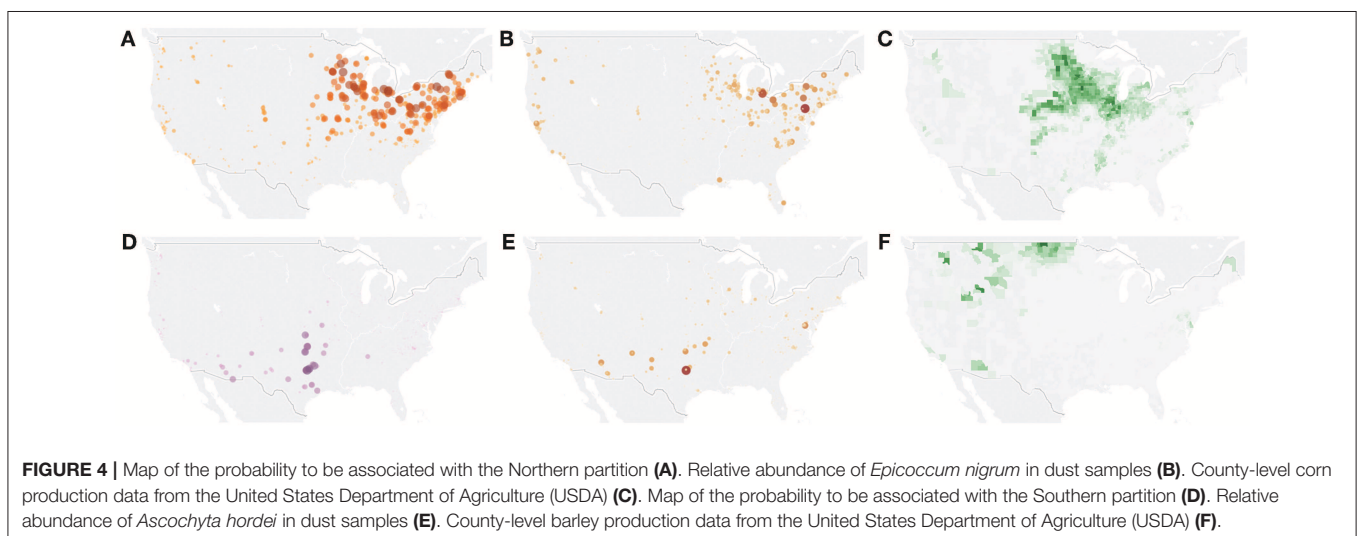 A
B
C
D
E
F
FIGURE 4 | Map of the probability to be associated with the Northern partition (A). Relative abundance of Epicoccum nigrum in dust samples (B). County-level corn
production data from the United States Department of Agriculture (USDA) (C). Map of the probability to be associated with the Southern partition (D). Relative
abundance of Ascochyta hordei in dust samples (E). County-level barley production data from the United States Department of Agriculture (USDA) (F).